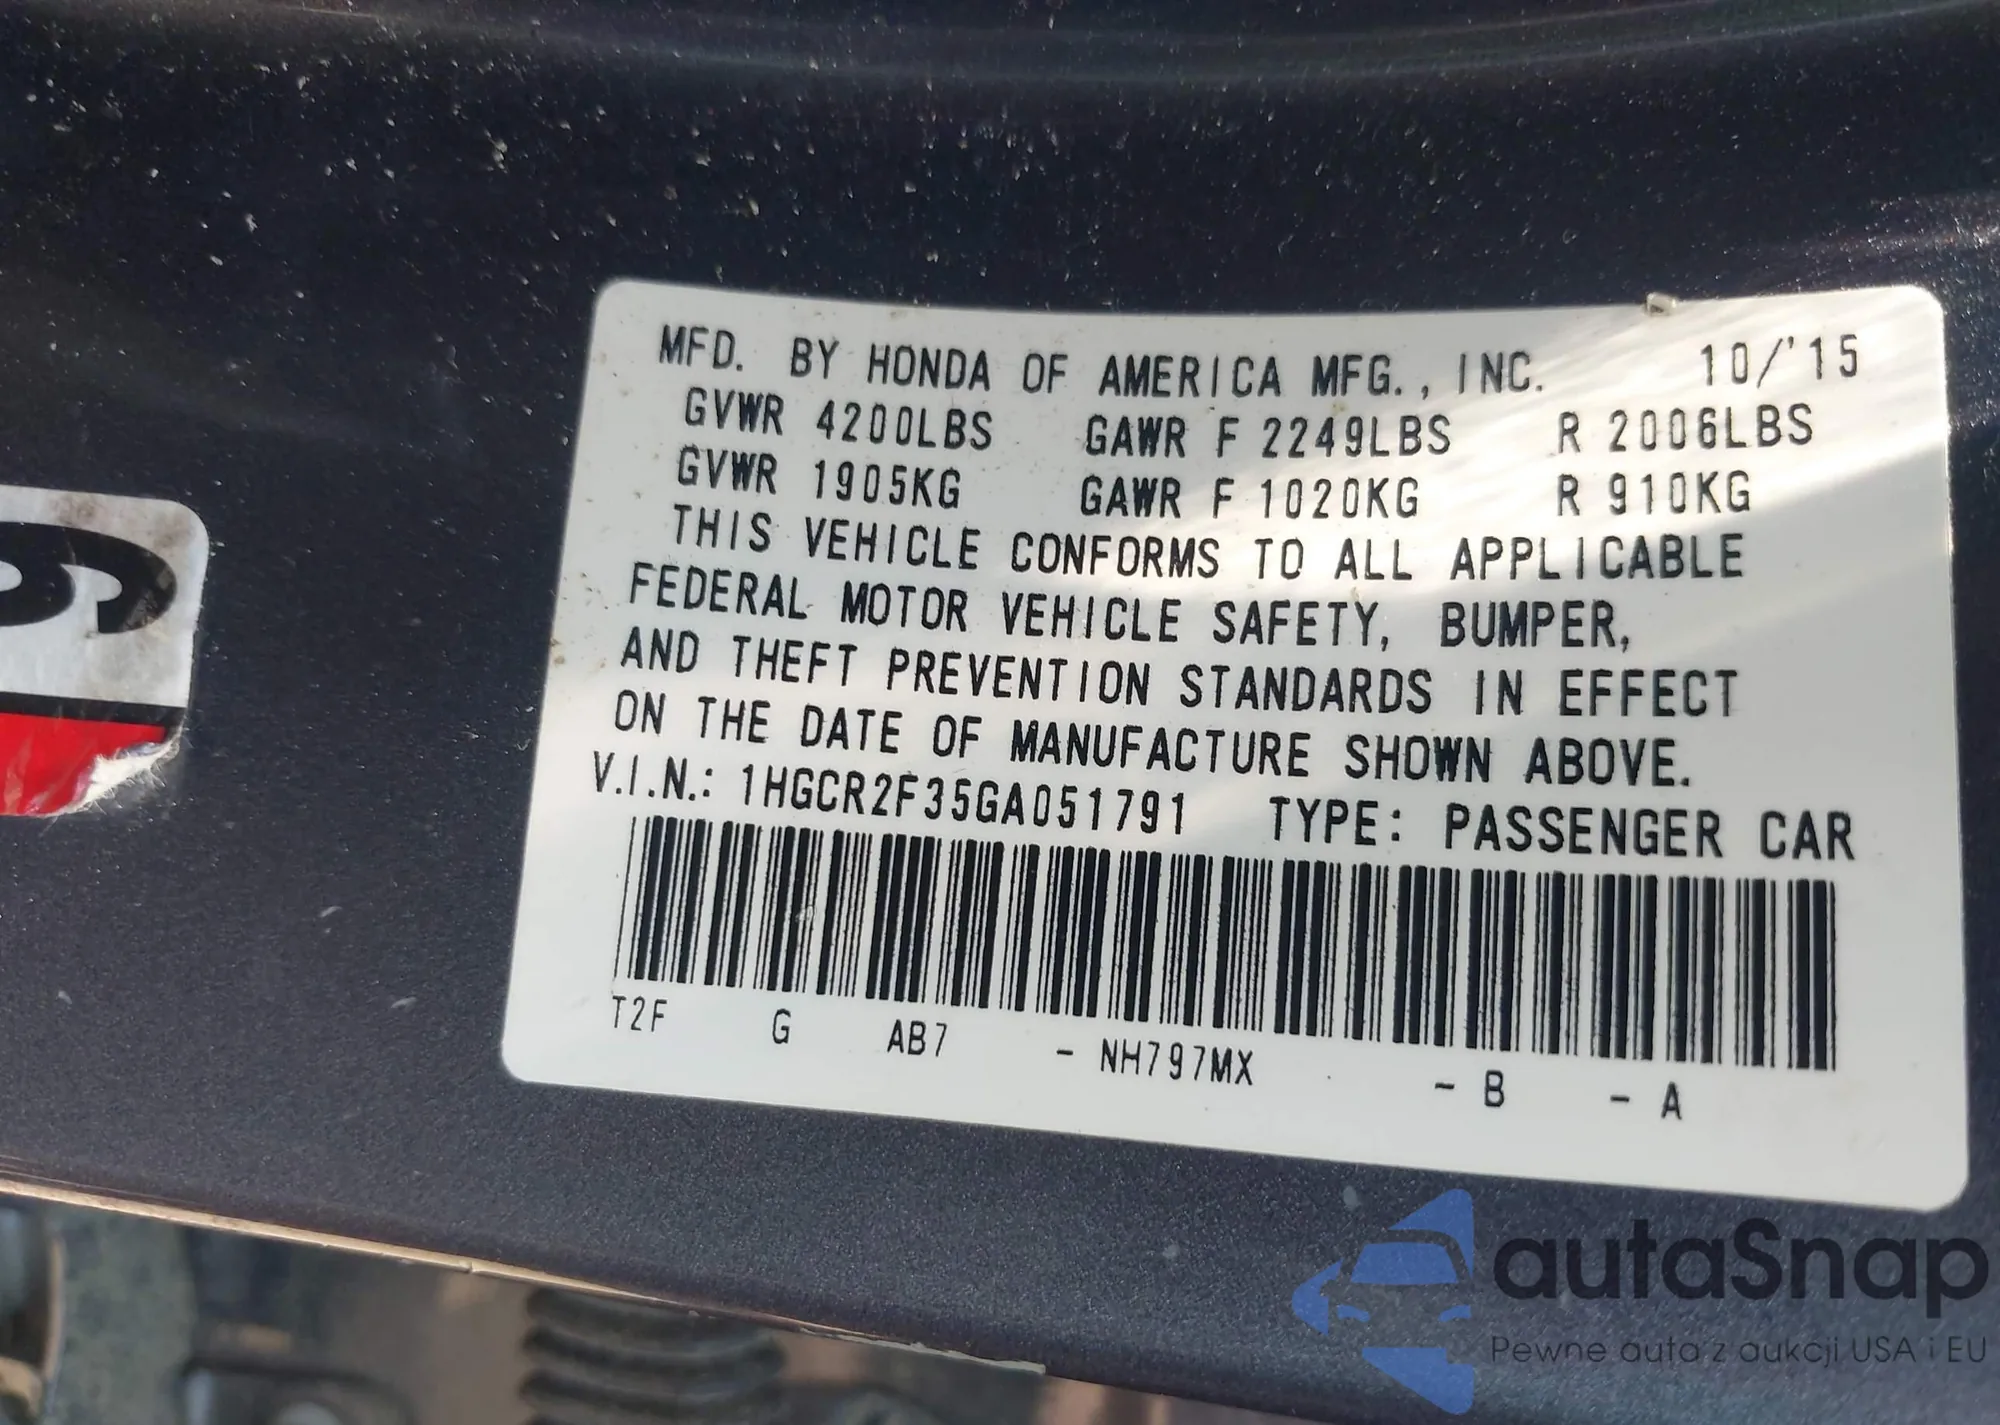 MFD. BY HONDA OF AMERICA MFG., INC. 10/'15
GVWR 4200LBS GAWR F 2249LBS R 2006LBS
GVWR 1905KG GAWR F 1020KG R 910KG
THIS VEHICLE CONFORMS TO ALL APPLICABLE
FEDERAL MOTOR VEHICLE SAFETY, BUMPER,
AND THEFT PREVENTION STANDARDS IN EFFECT
ON THE DATE OF MANUFACTURE SHOWN ABOVE.
V.I.N.: 1HGCR2F35GA051791 TYPE: PASSENGER CAR
T2F G AB7 - NH797MX - B - A
autaSnap
Pewne auta z aukcji USA i EU